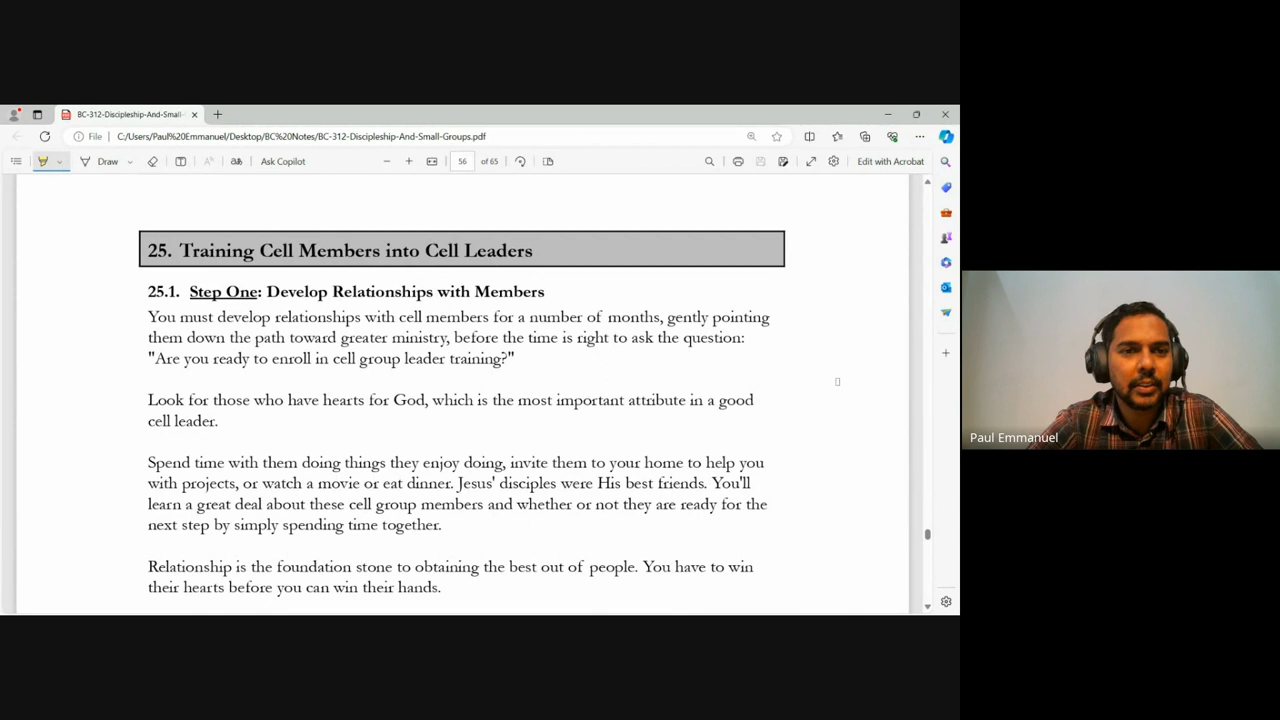 BC-312-Discipleship-And-Small-
File
C:/Users/Paul%20Emmanuel/Desktop/BC%20Notes/BC-312-Discipleship-And-Small-Groups.pdf
Draw
Ask Copilot
56 of 65
Edit with Acrobat
25. Training Cell Members into Cell Leaders
25.1. Step One: Develop Relationships with Members
You must develop relationships with cell members for a number of months, gently pointing
them down the path toward greater ministry, before the time is right to ask the question:
"Are you ready to enroll in cell group leader training?"
Look for those who have hearts for God, which is the most important attribute in a good
cell leader.
Spend time with them doing things they enjoy doing, invite them to your home to help you
with projects, or watch a movie or eat dinner. Jesus' disciples were His best friends. You'll
learn a great deal about these cell group members and whether or not they are ready for the
next step by simply spending time together.
Relationship is the foundation stone to obtaining the best out of people. You have to win
their hearts before you can win their hands.
Paul Emmanuel